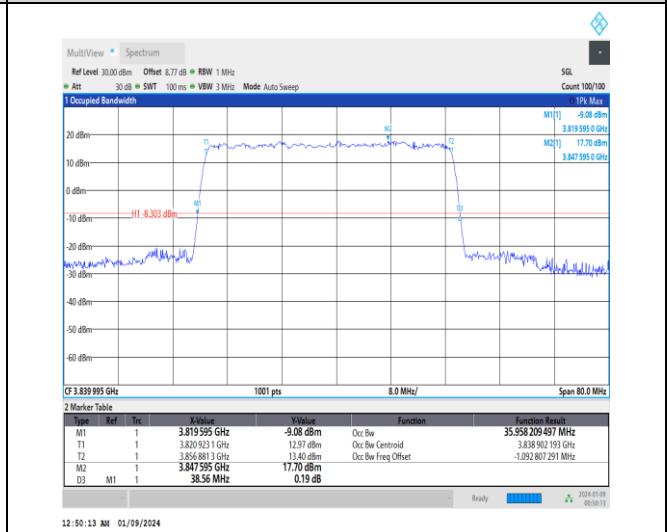 MultiView Spectrum
Ref Level 30.00 dBm Offset 8.77 dB RBW 1 MHz SGL
Att 30 dB SWT 100 ms VBW 3 MHz Mode Auto Sweep Count 100/100
1 Occupied Bandwidth 1Pk Max
M1[1] -9.08 dBm
3.819 595 0 GHz
M2[1] 17.70 dBm
3.847 595 0 GHz
20 dBm
T1 M2 T2
10 dBm
0 dBm
M1 D3
H1 -8.303 dBm
-10 dBm
-20 dBm
-30 dBm
-40 dBm
-50 dBm
-60 dBm
CF 3.839 995 GHz 1001 pts 8.0 MHz/ Span 80.0 MHz
2 Marker Table
Type Ref Trc X-Value Y-Value Function Function Result
M1 1 3.819 595 GHz -9.08 dBm Occ Bw 35.958 209 497 MHz
T1 1 3.820 923 1 GHz 12.97 dBm Occ Bw Centroid 3.838 902 193 GHz
T2 1 3.856 881 3 GHz 13.40 dBm Occ Bw Freq Offset -1.092 807 291 MHz
M2 1 3.847 595 GHz 17.70 dBm
D3 M1 1 38.56 MHz 0.19 dB
Ready 2024-01-09
00:50:13
12:50:13 AM 01/09/2024